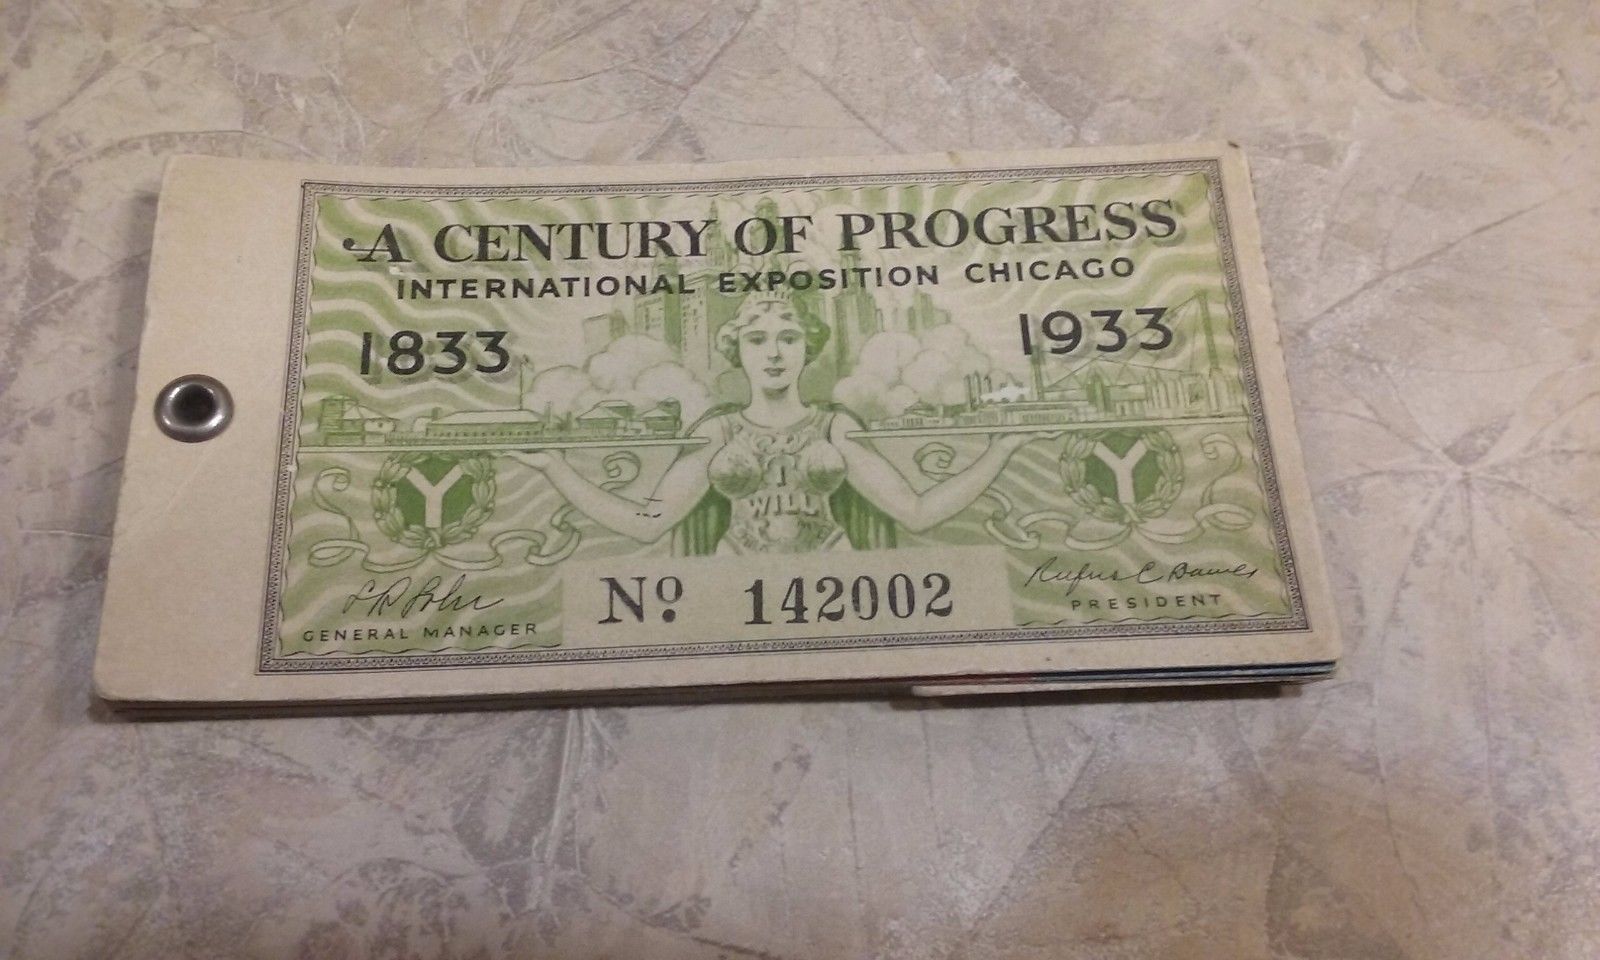 A CENTURY OF PROGRESS
INTERNATIONAL EXPOSITION CHICAGO
1833 1933
Y Y
I
WILL
Nº 142002
GENERAL MANAGER
Rufus C Dawes
PRESIDENT